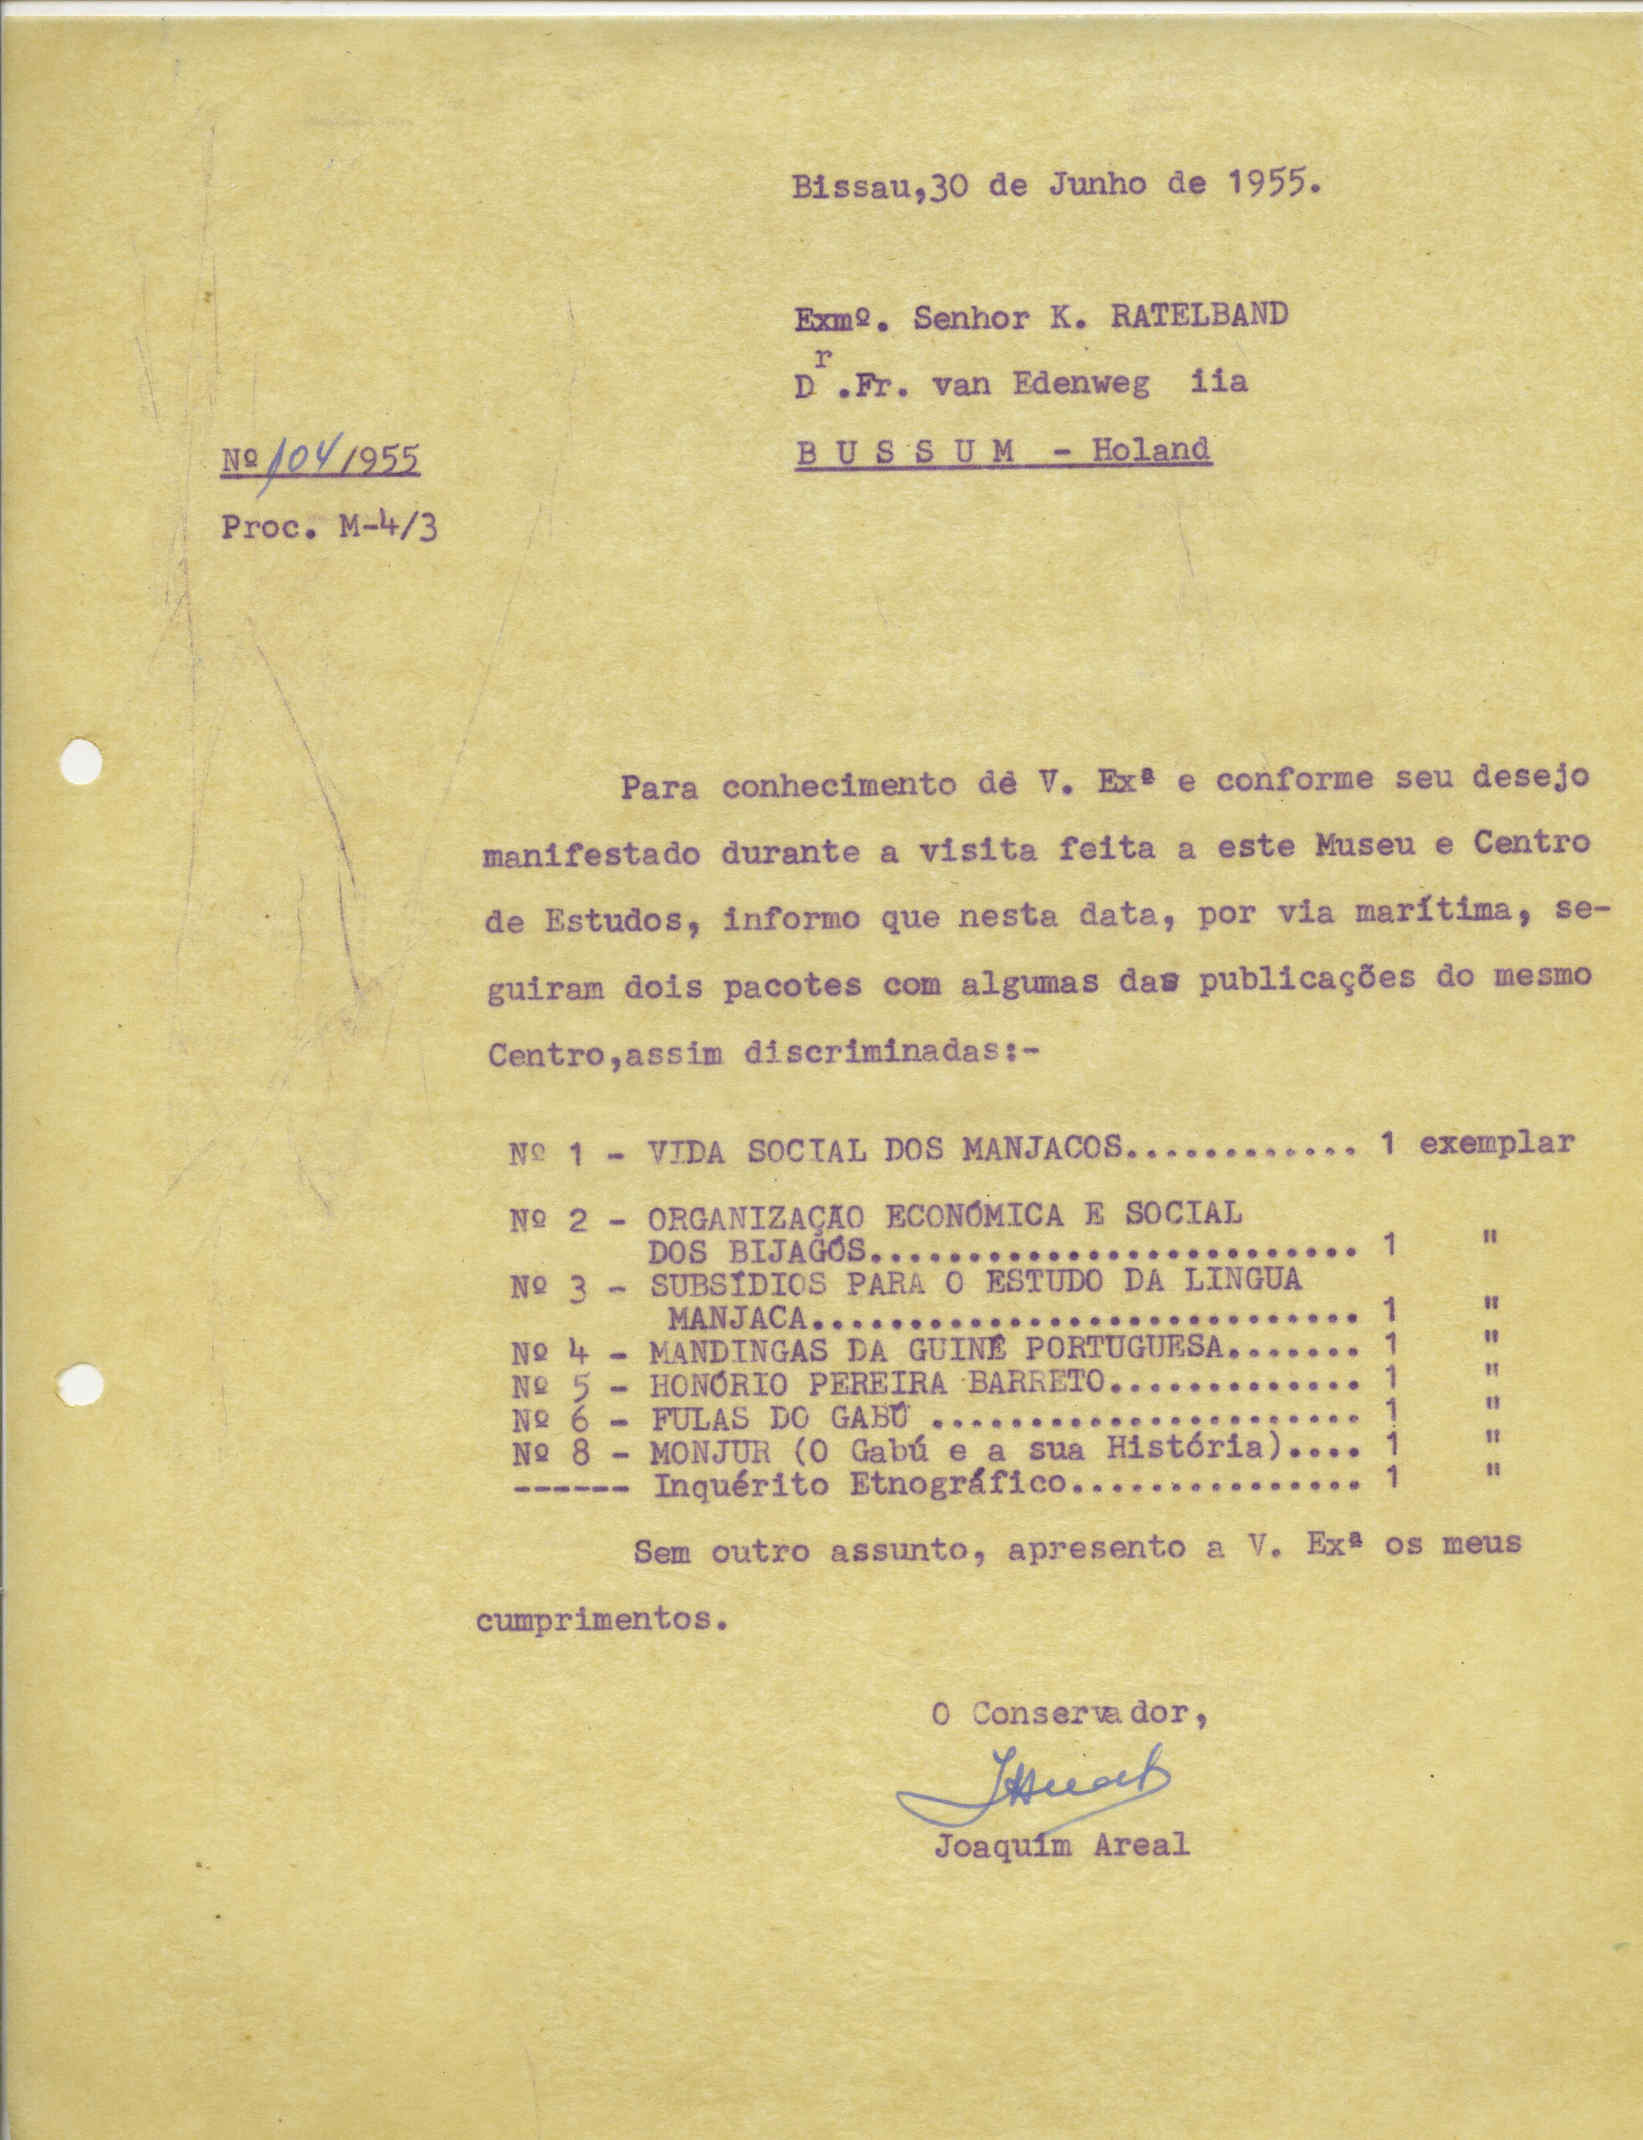 Bissau,30 de Junho de 1955.
Exmº. Senhor K. RATELBAND
Dr.Fr. van Edenweg iia
B U S S U M - Holand
Nº 104/1955
Proc. M-4/3
Para conhecimento de V. Exª e conforme seu desejo
manifestado durante a visita feita a este Museu e Centro
de Estudos, informo que nesta data, por via marítima, se-
guiram dois pacotes com algumas das publicações do mesmo
Centro,assim discriminadas:-
Nº 1 - VIDA SOCIAL DOS MANJACOS............ 1 exemplar
Nº 2 - ORGANIZAÇÃO ECONÓMICA E SOCIAL
DOS BIJAGÓS......................... 1 "
Nº 3 - SUBSÍDIOS PARA O ESTUDO DA LINGUA
MANJACA............................ 1 "
Nº 4 - MANDINGAS DA GUINÉ PORTUGUESA....... 1 "
Nº 5 - HONÓRIO PEREIRA BARRETO............. 1 "
Nº 6 - FULAS DO GABÚ ...................... 1 "
Nº 8 - MONJUR (O Gabú e a sua História).... 1 "
------ Inquérito Etnográfico............... 1 "
Sem outro assunto, apresento a V. Exª os meus
cumprimentos.
O Conservador,
Joaquim Areal